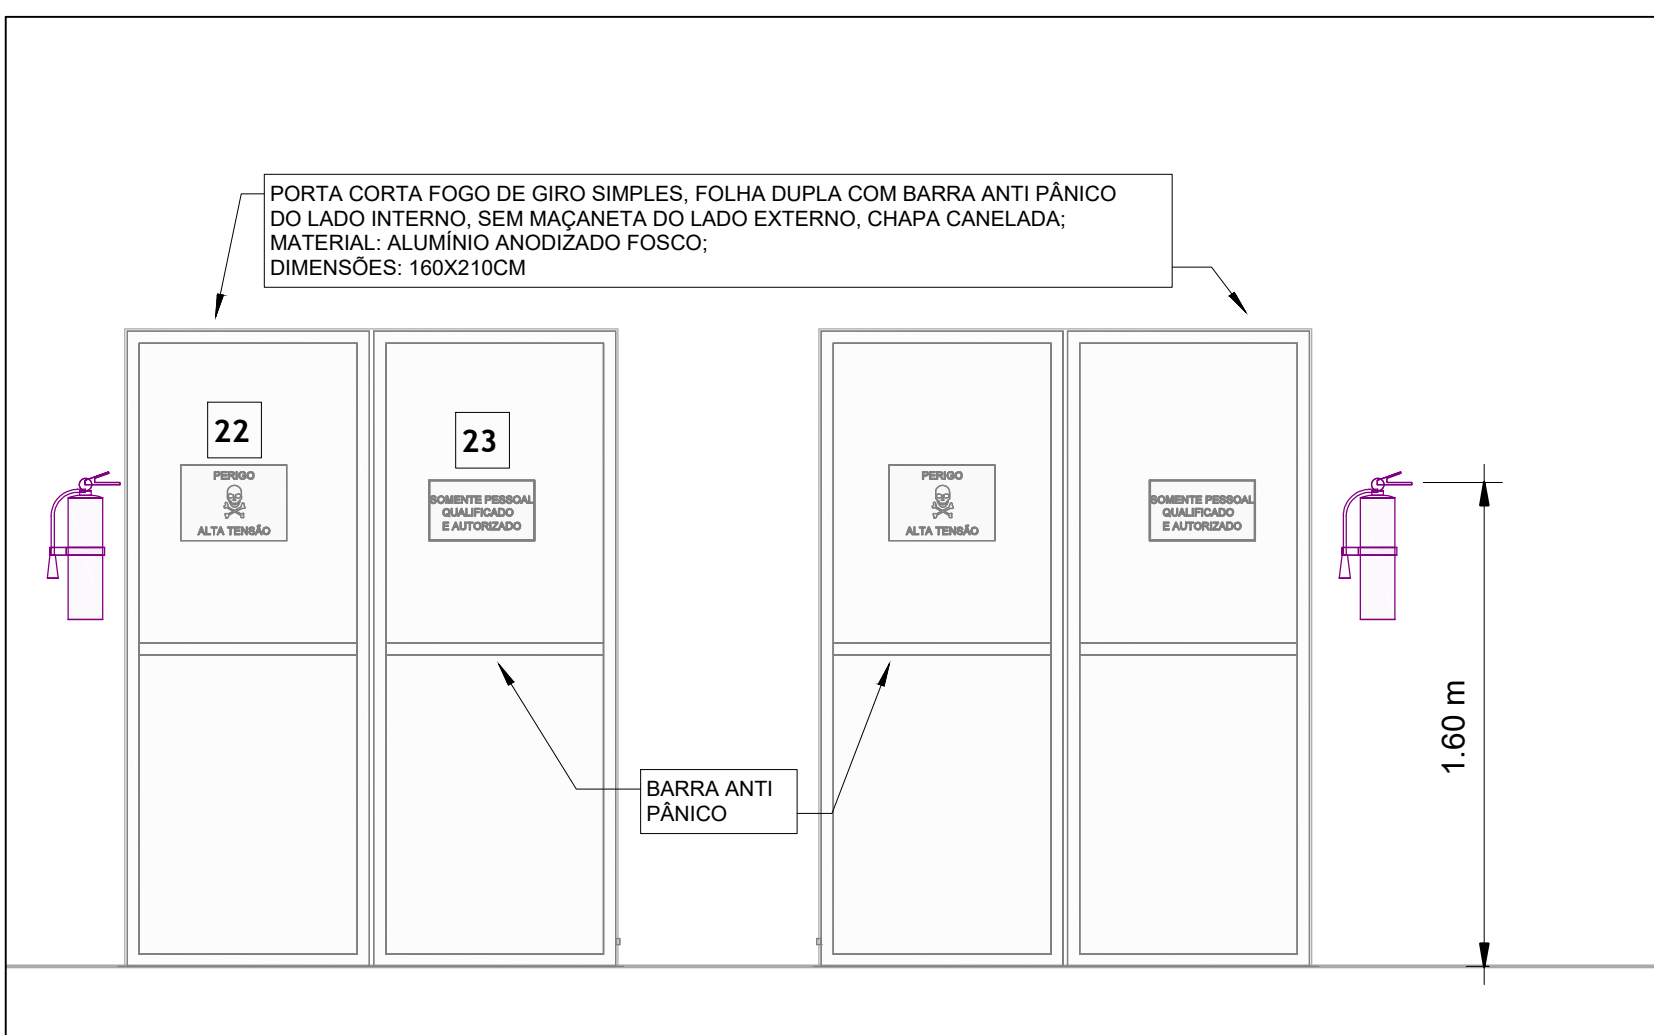 PORTA CORTA FOGO DE GIRO SIMPLES, FOLHA DUPLA COM BARRA ANTI PÂNICO
DO LADO INTERNO, SEM MAÇANETA DO LADO EXTERNO, CHAPA CANELADA;
MATERIAL: ALUMÍNIO ANODIZADO FOSCO;
DIMENSÕES: 160X210CM
22
23
PERIGO
ALTA TENSÃO
SOMENTE PESSOAL
QUALIFICADO
E AUTORIZADO
PERIGO
ALTA TENSÃO
SOMENTE PESSOAL
QUALIFICADO
E AUTORIZADO
BARRA ANTI
PÂNICO
1.60 m